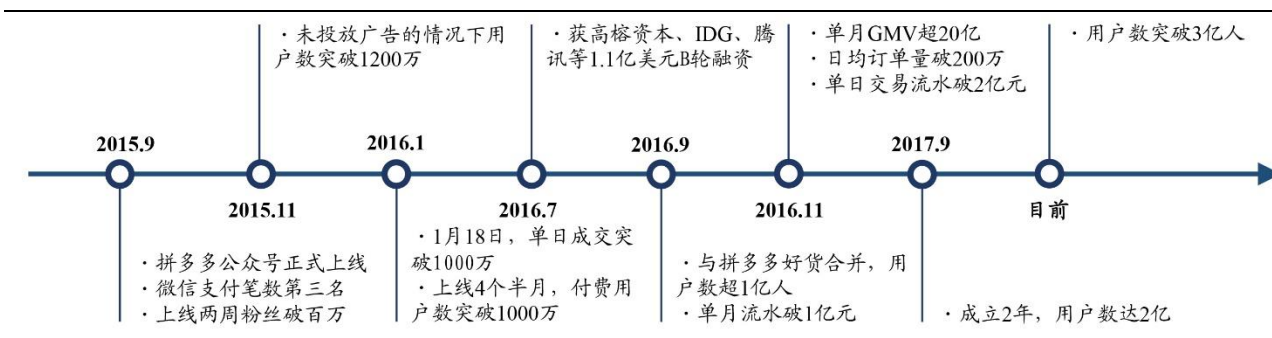 · 未投放广告的情况下用
户数突破1200万
· 获高榕资本、IDG、腾
讯等1.1亿美元B轮融资
· 单月GMV超20亿
· 日均订单量破200万
· 单日交易流水破2亿元
· 用户数突破3亿人
2015.9
2016.1
2016.9
2017.9
2015.11
2016.7
2016.11
目前
· 拼多多公众号正式上线
· 微信支付笔数第三名
· 上线两周粉丝破百万
· 1月18日，单日成交突
破1000万
· 上线4个半月，付费用
户数突破1000万
· 与拼多多好货合并，用
户数超1亿人
· 单月流水破1亿元
· 成立2年，用户数达2亿